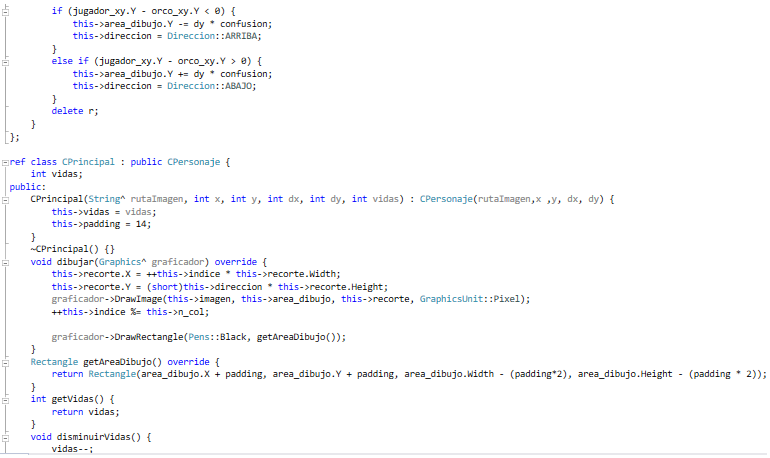 if (jugador_xy.Y - orco_xy.Y < 0) {
this->area_dibujo.Y -= dy * confusion;
this->direccion = Direccion::ARRIBA;
}
else if (jugador_xy.Y - orco_xy.Y > 0) {
this->area_dibujo.Y += dy * confusion;
this->direccion = Direccion::ABAJO;
}
delete r;
}
};
ref class CPrincipal : public CPersonaje {
int vidas;
public:
CPrincipal(String^ rutaImagen, int x, int y, int dx, int dy, int vidas) : CPersonaje(rutaImagen,x ,y, dx, dy) {
this->vidas = vidas;
this->padding = 14;
}
~CPrincipal() {}
void dibujar(Graphics^ graficador) override {
this->recorte.X = ++this->indice * this->recorte.Width;
this->recorte.Y = (short)this->direccion * this->recorte.Height;
graficador->DrawImage(this->imagen, this->area_dibujo, this->recorte, GraphicsUnit::Pixel);
++this->indice %= this->n_col;
graficador->DrawRectangle(Pens::Black, getAreaDibujo());
}
Rectangle getAreaDibujo() override {
return Rectangle(area_dibujo.X + padding, area_dibujo.Y + padding, area_dibujo.Width - (padding*2), area_dibujo.Height - (padding * 2));
}
int getVidas() {
return vidas;
}
void disminuirVidas() {
vidas--;